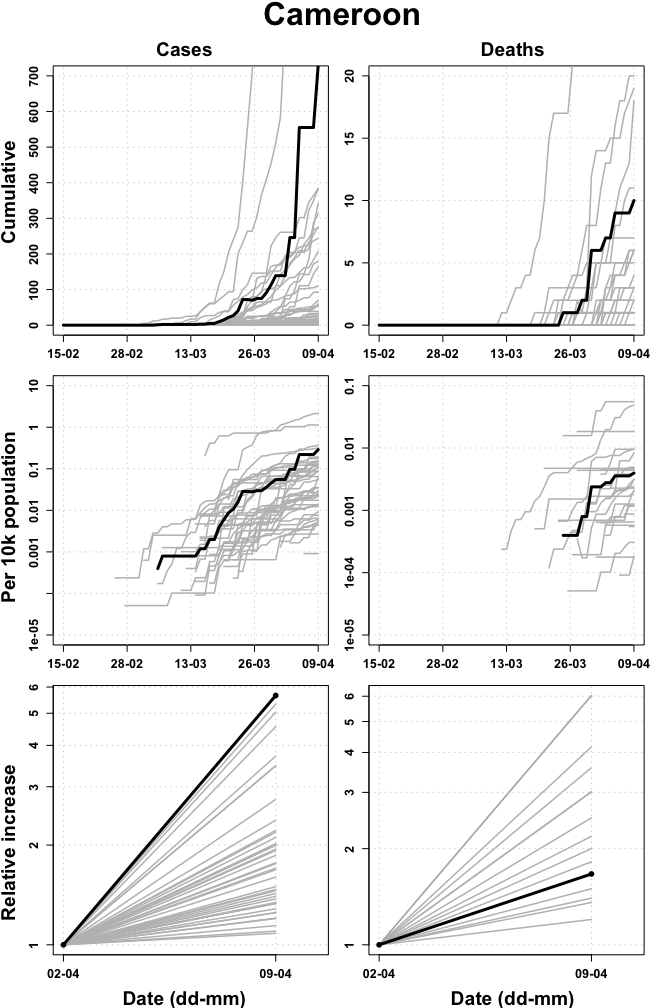 Cameroon
Cases
Deaths
Cumulative
700
600
500
400
300
200
100
0
15-02 28-02 13-03 26-03 09-04
20
15
10
5
0
15-02 28-02 13-03 26-03 09-04
Per 10k population
10
1
0.1
0.01
0.001
1e-05
15-02 28-02 13-03 26-03 09-04
0.1
0.01
0.001
1e-04
1e-05
15-02 28-02 13-03 26-03 09-04
Relative increase
6
5
4
3
2
1
02-04 09-04
Date (dd-mm)
6
5
4
3
2
1
02-04 09-04
Date (dd-mm)